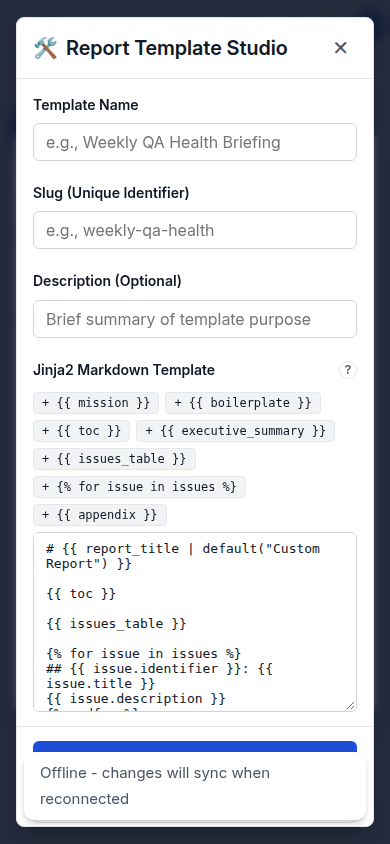 🛠️ Report Template Studio ✕
Template Name
e.g., Weekly QA Health Briefing
Slug (Unique Identifier)
e.g., weekly-qa-health
Description (Optional)
Brief summary of template purpose
Jinja2 Markdown Template ?
+ {{ mission }} + {{ boilerplate }}
+ {{ toc }} + {{ executive_summary }}
+ {{ issues_table }}
+ {% for issue in issues %}
+ {{ appendix }}
# {{ report_title | default("Custom
Report") }}
{{ toc }}
{{ issues_table }}
{% for issue in issues %}
## {{ issue.identifier }}: {{
issue.title }}
{{ issue.description }}
Offline - changes will sync when
reconnected